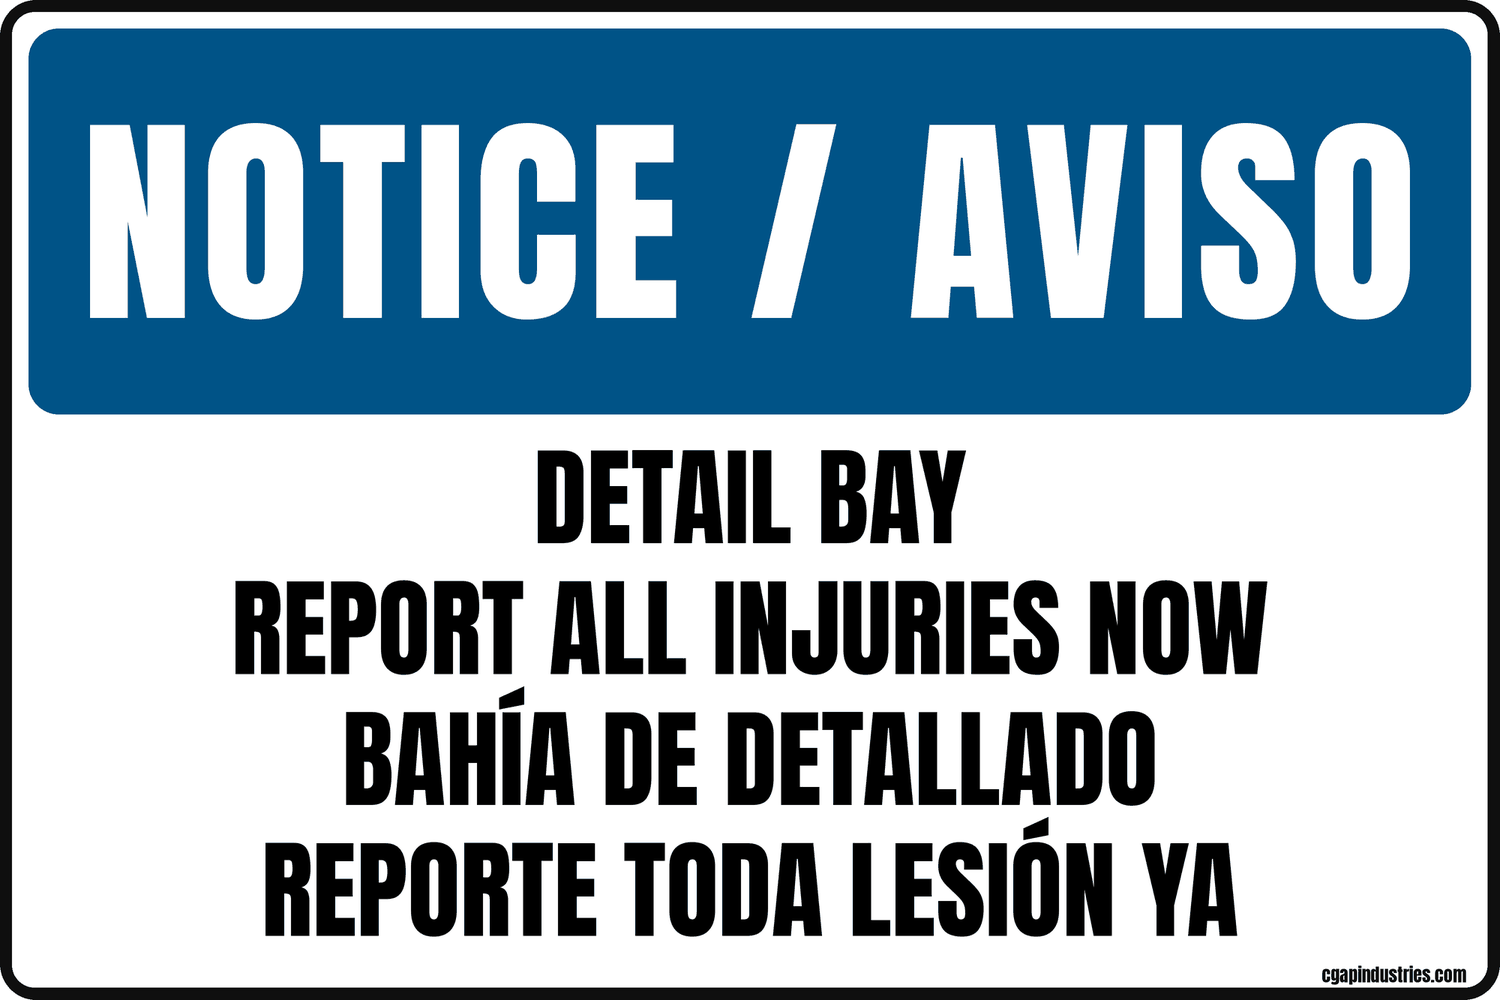 NOTICE / AVISO
DETAIL BAY
REPORT ALL INJURIES NOW
BAHÍA DE DETALLADO
REPORTE TODA LESIÓN YA
cgapindustries.com